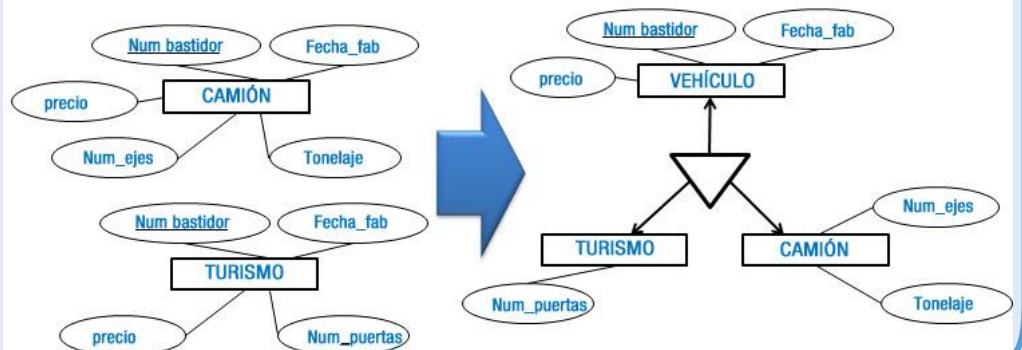 Num bastidor
Fecha_fab
CAMIÓN
precio
Num_ejes
Tonelaje
Num bastidor
Fecha_fab
TURISMO
precio
Num_puertas
Num bastidor
Fecha_fab
precio
VEHÍCULO
Num_ejes
TURISMO
CAMIÓN
Num_puertas
Tonelaje